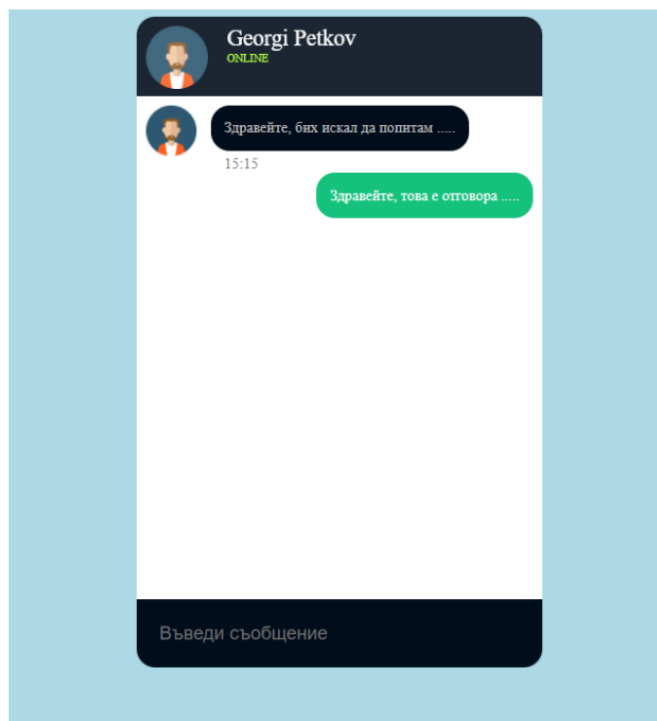 Georgi Petkov
ONLINE
Здравейте, бих искал да попитам .....
15:15
Здравейте, това е отговора .....
Въведи съобщение